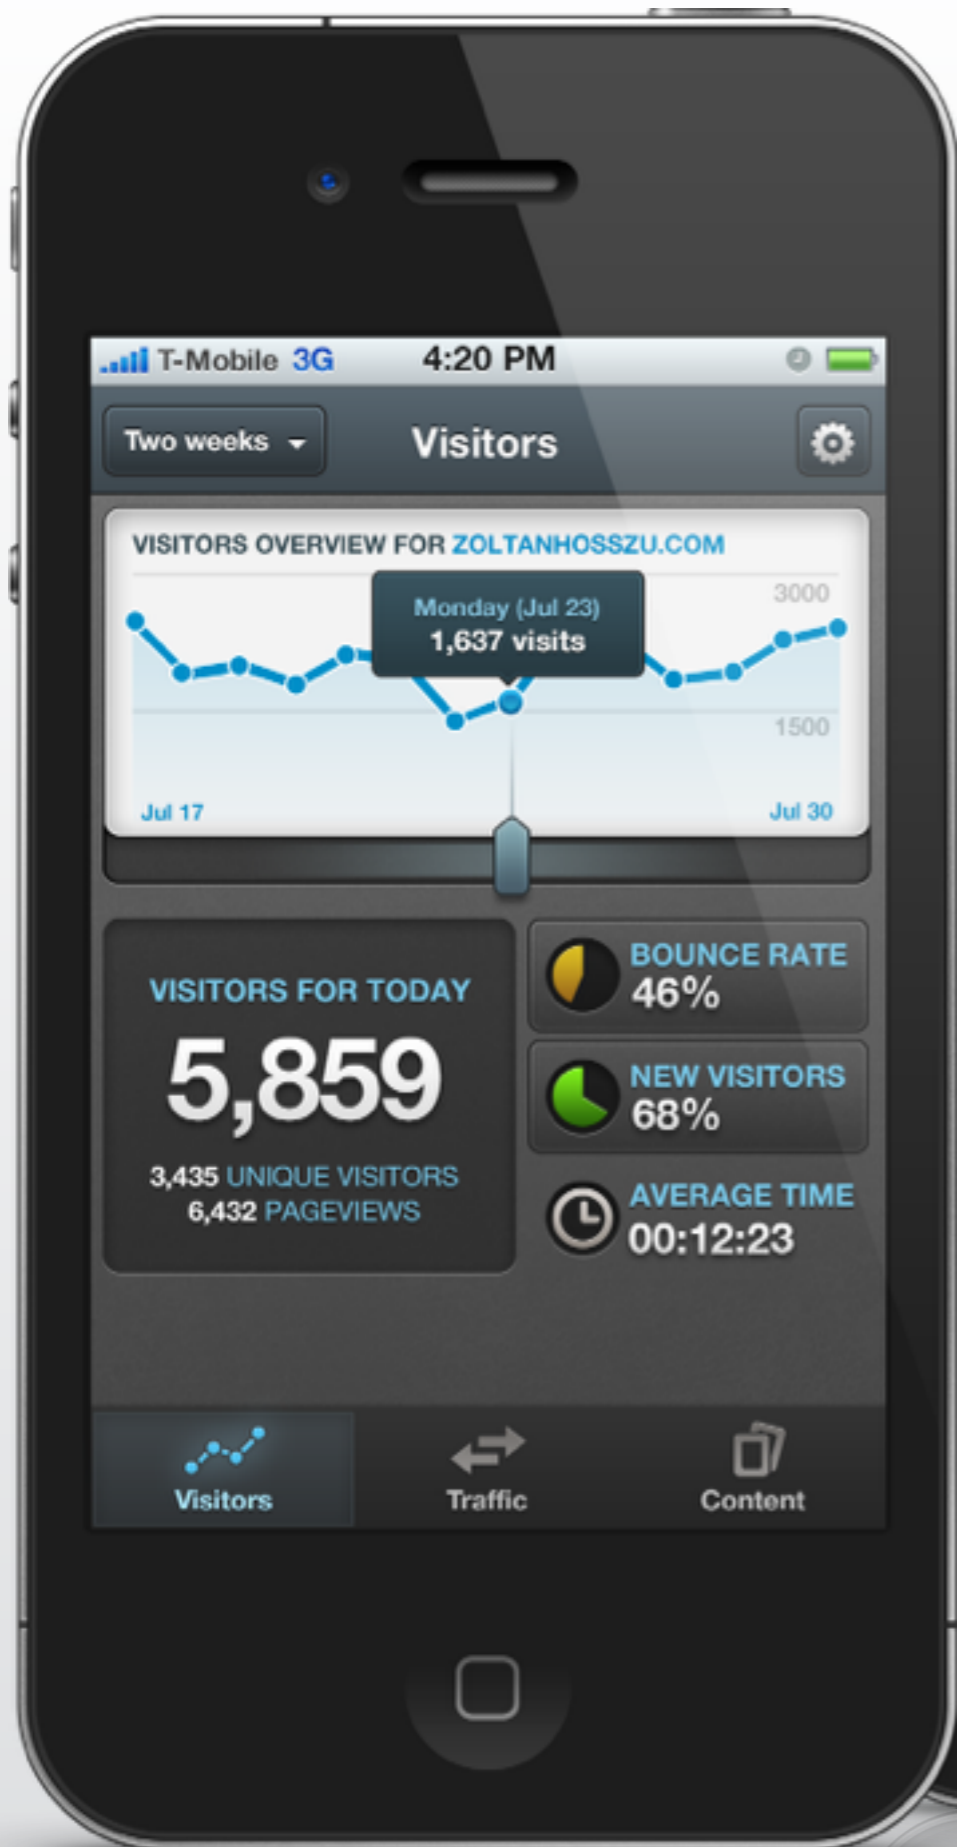 T-Mobile 3G 4:20 PM
Two weeks Visitors
VISITORS OVERVIEW FOR ZOLTANHOSSZU.COM
3000
Monday (Jul 23)
1,637 visits
1500
Jul 17 Jul 30
VISITORS FOR TODAY
5,859
3,435 UNIQUE VISITORS
6,432 PAGEVIEWS
BOUNCE RATE
46%
NEW VISITORS
68%
AVERAGE TIME
00:12:23
Visitors Traffic Content